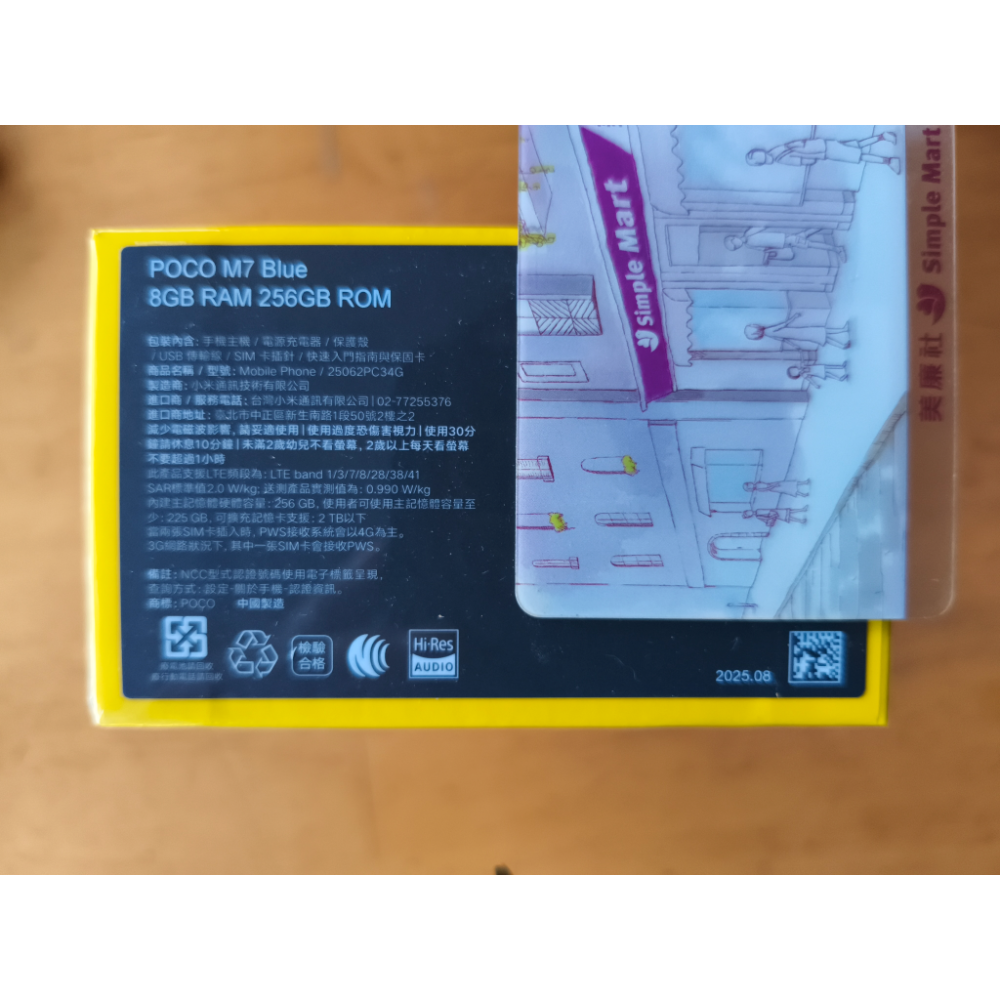 POCO M7 Blue
8GB RAM 256GB ROM
包裝內含: 手機主機 / 電源充電器 / 保護殼
/ USB 傳輸線 / SIM 卡插針 / 快速入門指南與保固卡
商品名稱 / 型號: Mobile Phone / 25062PC34G
製造商: 小米通訊技術有限公司
進口商 / 服務電話: 台灣小米通訊有限公司 | 02-77255376
進口商地址: 臺北市中正區新生南路1段50號2樓之2
減少電磁波影響，請妥適使用 | 使用過度恐傷害視力 | 使用30分
鐘請休息10分鐘 | 未滿2歲幼兒不看螢幕，2歲以上每天看螢幕
不要超過1小時
此產品支援LTE頻段為: LTE band 1/3/7/8/28/38/41
SAR標準值2.0 W/kg; 送測產品實測值為: 0.990 W/kg
內建主記憶體硬體容量: 256 GB, 使用者可使用主記憶體容量至
少: 225 GB, 可擴充記憶卡支援: 2 TB以下
當兩張SIM卡插入時, PWS接收系統會以4G為主。
3G網路狀況下, 其中一張SIM卡會接收PWS。
備註: NCC型式認證號碼使用電子標籤呈現。
查詢方式: 設定-關於手機-認證資訊。
商標: POCO 中國製造
廢電池請回收
廢行動電話請回收
檢驗
合格
Hi-Res
AUDIO
2025.08
Simple Mart
美廉社 Simple Mart